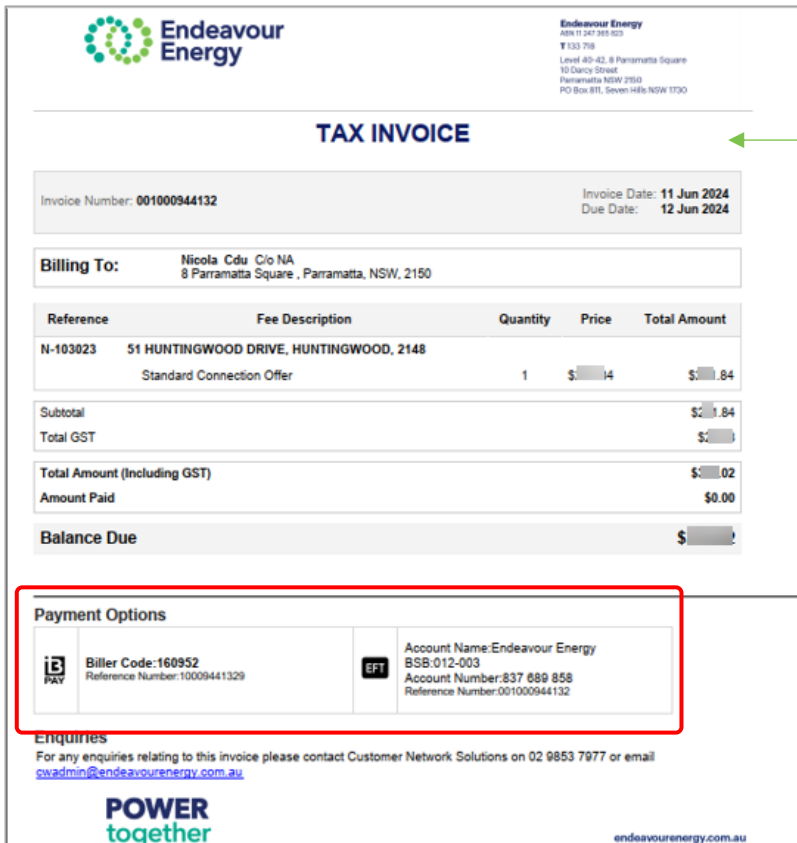 Endeavour
Energy
Endeavour Energy
ABN 11 247 365 823
T 133 718
Level 40-42, 8 Parramatta Square
10 Darcy Street
Parramatta NSW 2150
PO Box 811, Seven Hills NSW 1730
TAX INVOICE
Invoice Number: 001000944132
Invoice Date: 11 Jun 2024
Due Date: 12 Jun 2024
Billing To:
Nicola Cdu C/o NA
8 Parramatta Square , Parramatta, NSW, 2150
Reference Fee Description Quantity Price Total Amount
N-103023 51 HUNTINGWOOD DRIVE, HUNTINGWOOD, 2148
Standard Connection Offer 1
Subtotal
Total GST
Total Amount (Including GST)
Amount Paid $0.00
Balance Due
Payment Options
B PAY
Biller Code:160952
Reference Number:10009441329
EFT
Account Name:Endeavour Energy
BSB:012-003
Account Number:837 689 858
Reference Number:001000944132
Enquiries
For any enquiries relating to this invoice please contact Customer Network Solutions on 02 9853 7977 or email
cwadmin@endeavourenergy.com.au
POWER
together
endeavourenergy.com.au